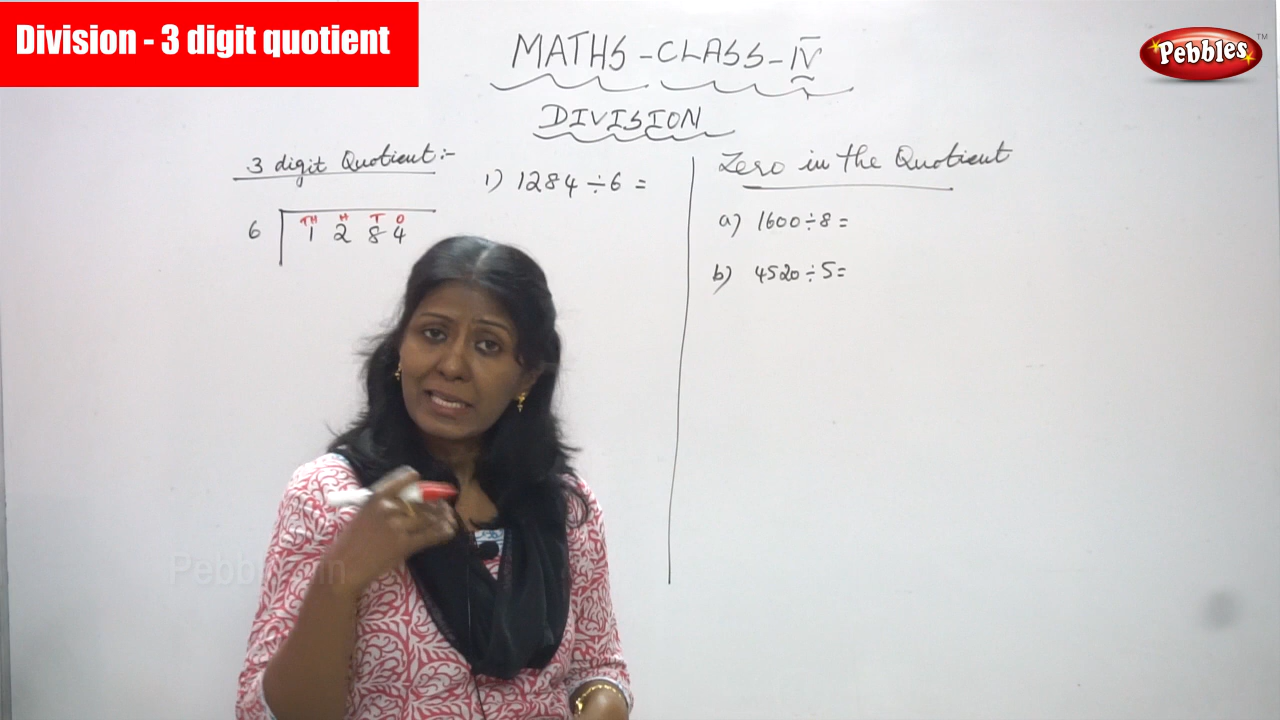 Division - 3 digit quotient
Pebbles TM
MATHS - CLASS - IV
DIVISION
3 digit Quotient:-
TH H T O
6 1 2 8 4
1) 1284 ÷ 6 =
Zero in the Quotient
a) 1600 ÷ 8 =
b) 4520 ÷ 5 =